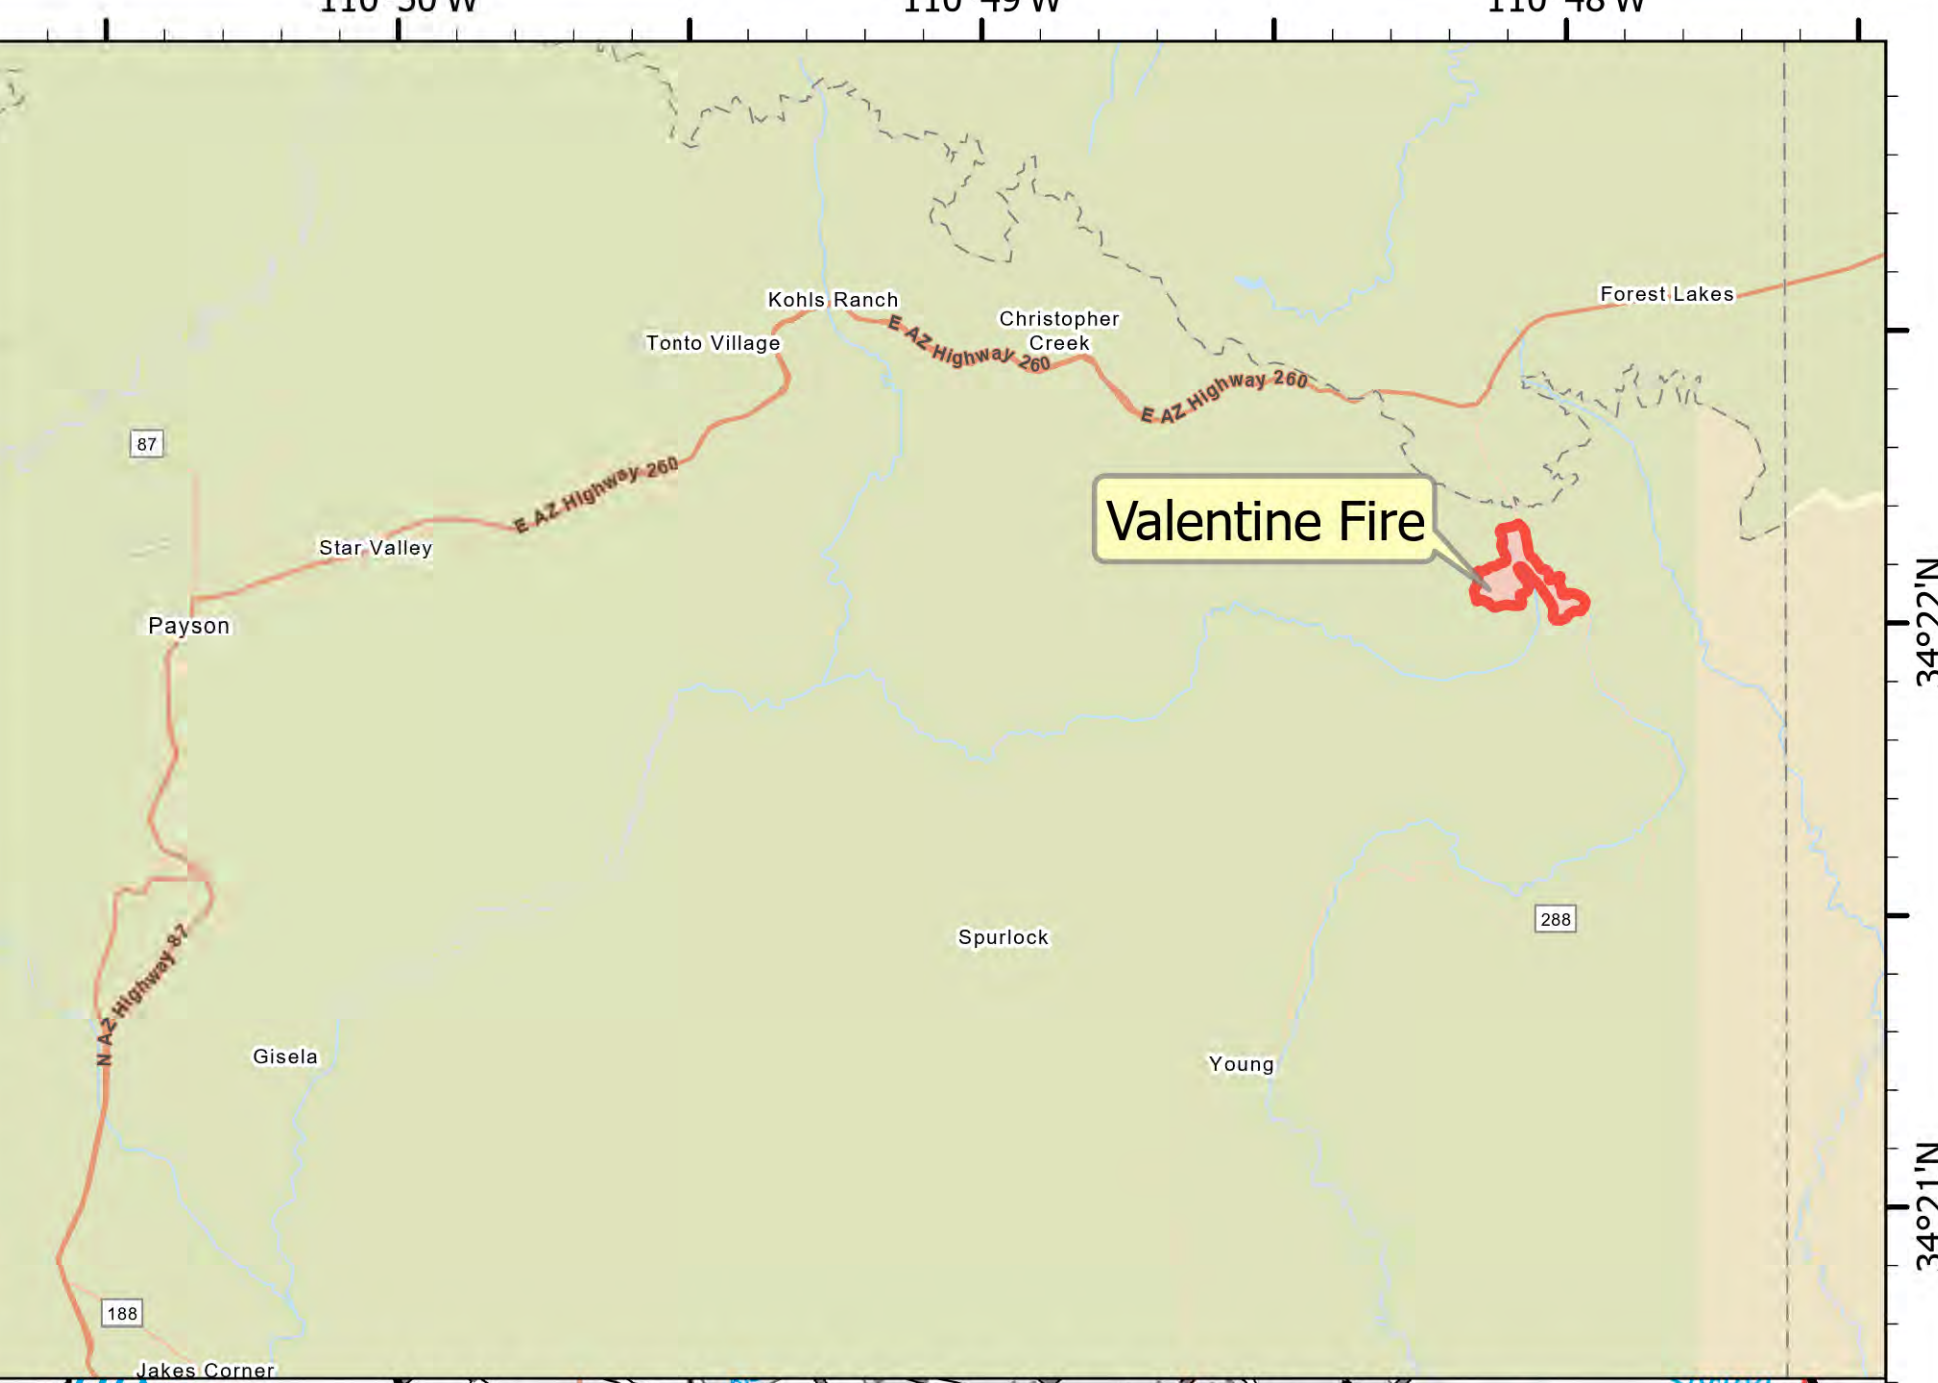 110°50'W
110°49'W
110°48'W
Forest Lakes
Kohls Ranch
Christopher
Creek
Tonto Village
E AZ Highway 260
E AZ Highway 260
87
E AZ Highway 260
Valentine Fire
Star Valley
Payson
34°22'N
288
Spurlock
N AZ Highway 87
Gisela
Young
34°21'N
188
Jakes Corner